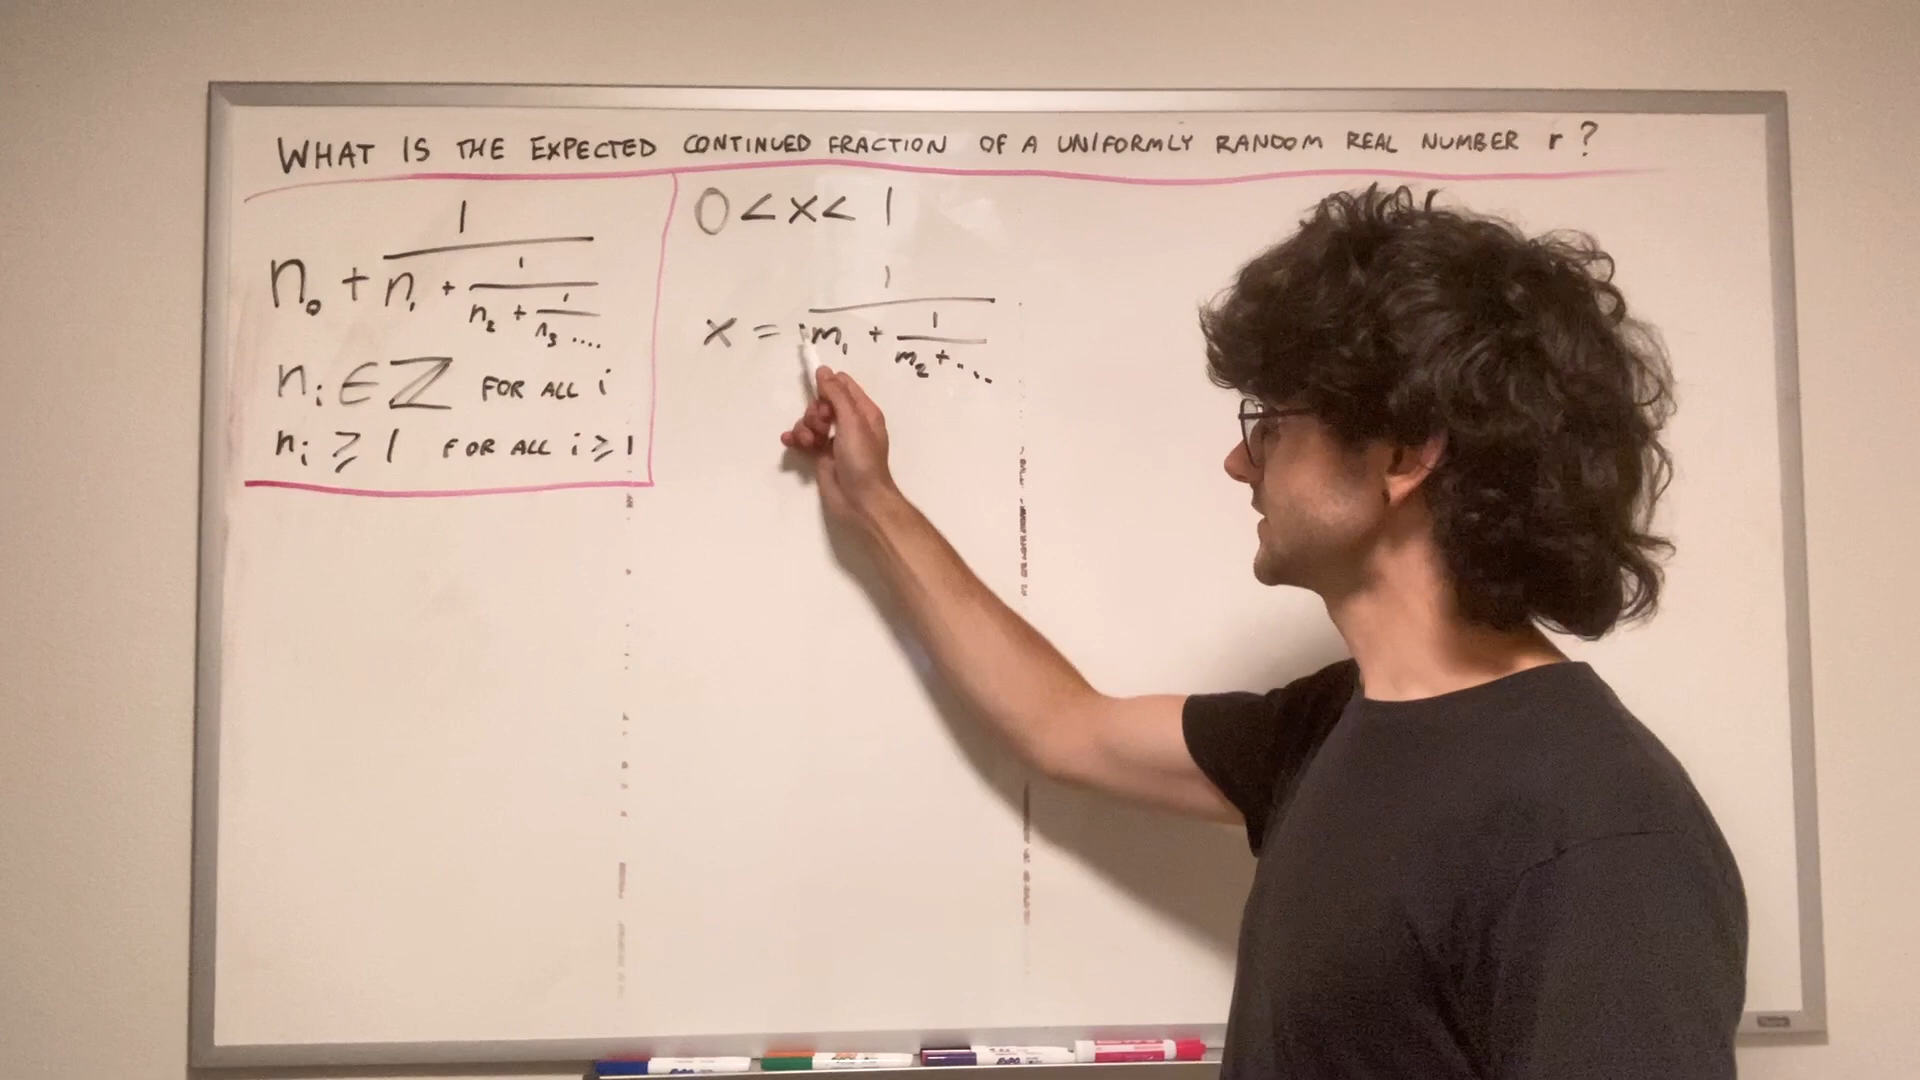 WHAT IS THE EXPECTED CONTINUED FRACTION OF A UNIFORMLY RANDOM REAL NUMBER r?
n₀ + 1/(n₁ + 1/(n₂ + 1/(n₃ ....
nᵢ ∈ ℤ FOR ALL i
nᵢ ⩾ 1 FOR ALL i ⩾ 1
0 < x < 1
x = 1/(m₁ + 1/(m₂ + ....
EXPO